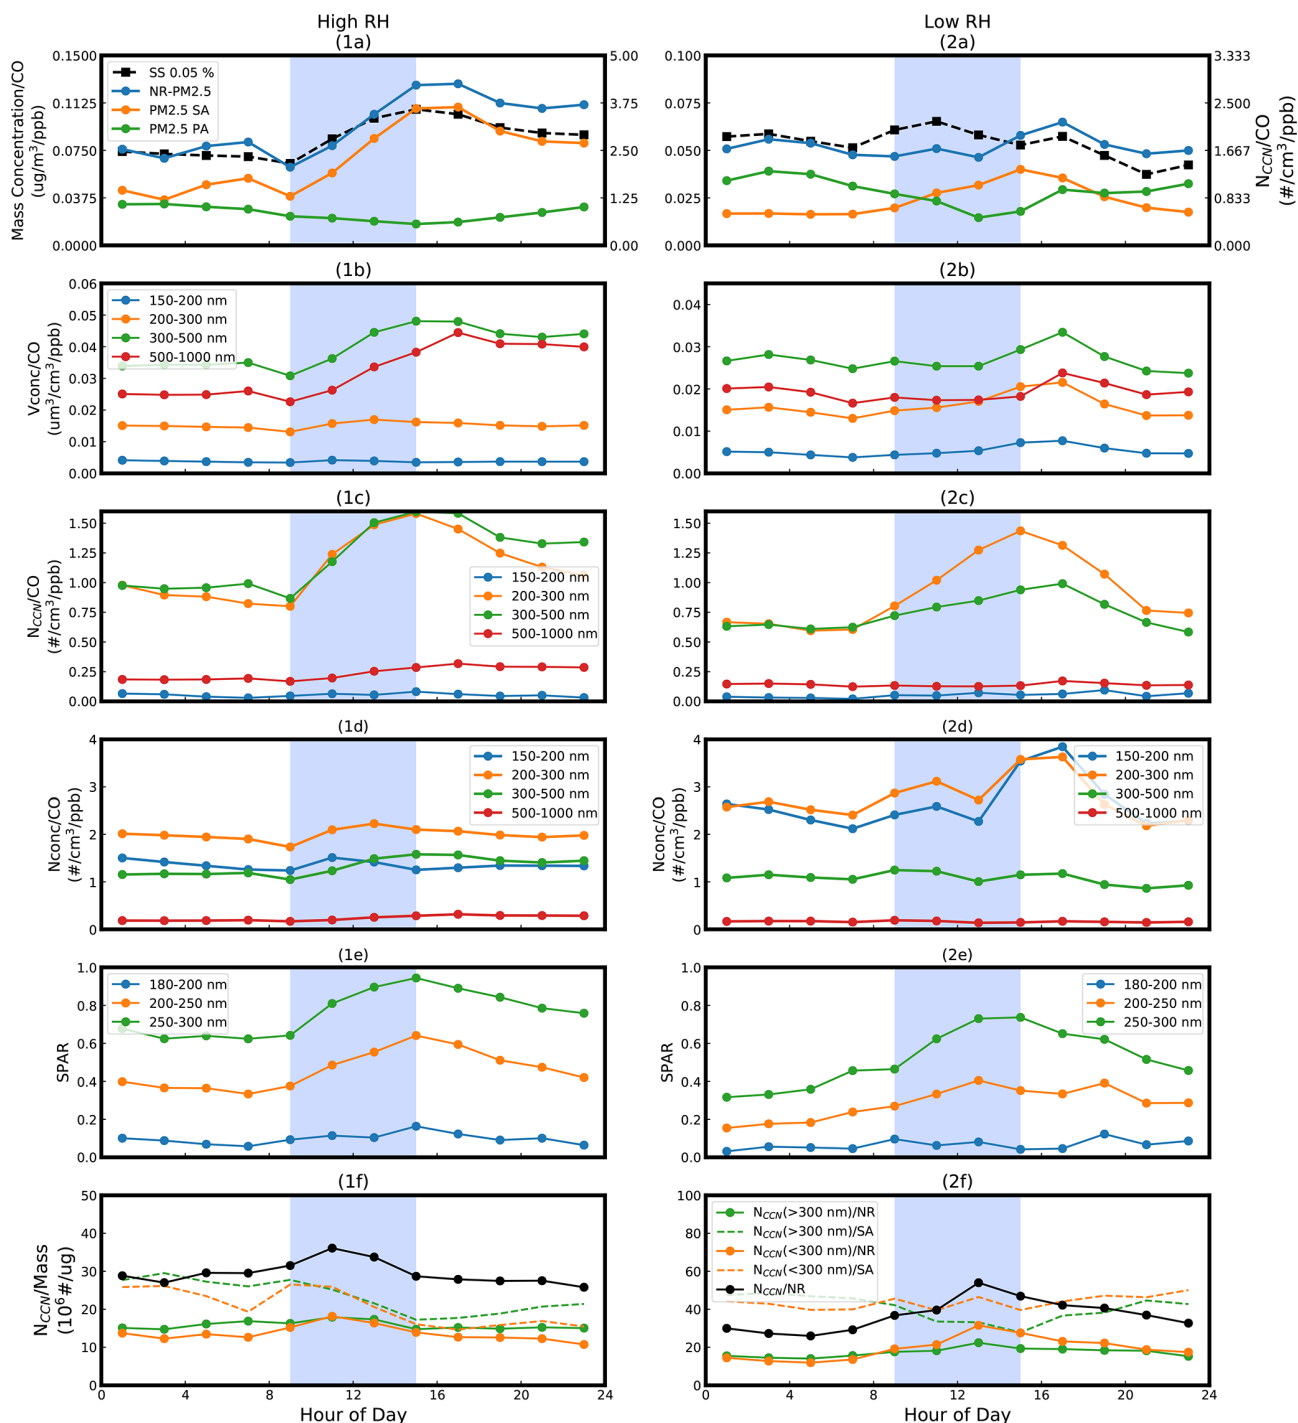 High RH
Low RH
(1a)
(2a)
Mass Concentration/CO
(ug/m³/ppb)
0.1500
0.1125
0.0750
0.0375
0.0000
SS 0.05 %
NR-PM2.5
PM2.5 SA
PM2.5 PA
5.00
3.75
2.50
1.25
0.00
0.100
0.075
0.050
0.025
0.000
3.333
2.500
1.667
0.833
0.000
N_CCN/CO
(#/cm³/ppb)
(1b)
(2b)
Vconc/CO
(um³/cm³/ppb)
0.06
0.05
0.04
0.03
0.02
0.01
0.00
150-200 nm
200-300 nm
300-500 nm
500-1000 nm
0.04
0.03
0.02
0.01
0.00
(1c)
(2c)
N_CCN/CO
(#/cm³/ppb)
1.50
1.25
1.00
0.75
0.50
0.25
0.00
150-200 nm
200-300 nm
300-500 nm
500-1000 nm
N_CCN/CO
(#/cm³/ppb)
1.50
1.25
1.00
0.75
0.50
0.25
0.00
(1d)
(2d)
Nconc/CO
(#/cm³/ppb)
4
3
2
1
0
150-200 nm
200-300 nm
300-500 nm
500-1000 nm
Nconc/CO
(#/cm³/ppb)
4
3
2
1
0
150-200 nm
200-300 nm
300-500 nm
500-1000 nm
(1e)
(2e)
SPAR
1.0
0.8
0.6
0.4
0.2
0.0
180-200 nm
200-250 nm
250-300 nm
SPAR
1.0
0.8
0.6
0.4
0.2
0.0
180-200 nm
200-250 nm
250-300 nm
(1f)
(2f)
N_CCN/Mass
(10⁶#/ug)
50
40
30
20
10
0
100
80
60
40
20
0
N_CCN(>300 nm)/NR
N_CCN(>300 nm)/SA
N_CCN(<300 nm)/NR
N_CCN(<300 nm)/SA
N_CCN/NR
0 4 8 12 16 20 24
0 4 8 12 16 20 24
Hour of Day
Hour of Day